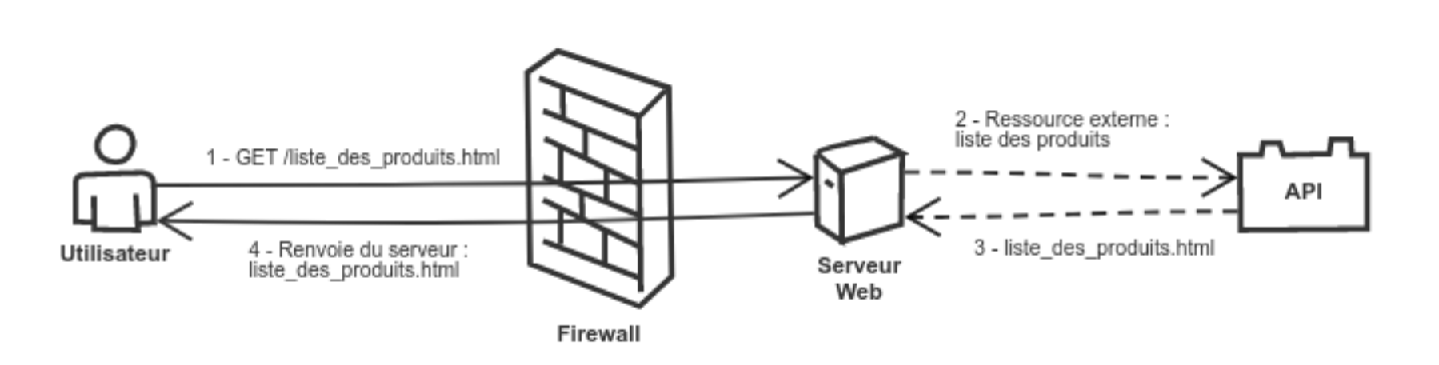 1 - GET /liste_des_produits.html
2 - Ressource externe :
liste des produits
API
3 - liste_des_produits.html
4 - Renvoie du serveur :
liste_des_produits.html
Utilisateur
Firewall
Serveur
Web